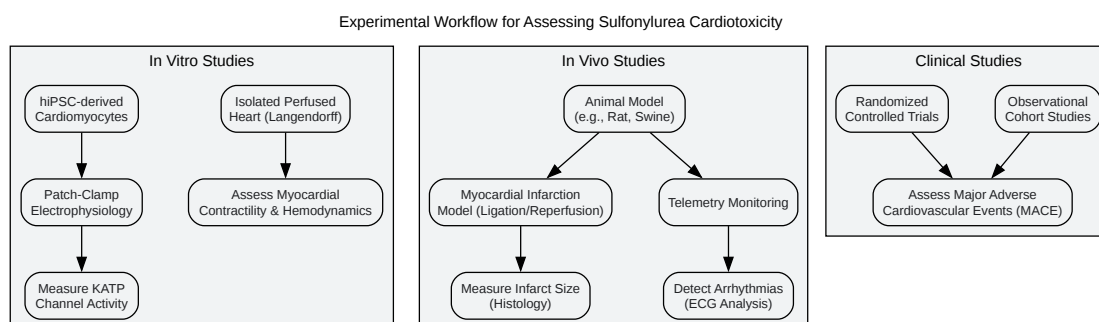 Experimental Workflow for Assessing Sulfonylurea Cardiotoxicity
In Vitro Studies
hiPSC-derived
Cardiomyocytes
Isolated Perfused
Heart (Langendorff)
Patch-Clamp
Electrophysiology
Assess Myocardial
Contractility & Hemodynamics
Measure KATP
Channel Activity
In Vivo Studies
Animal Model
(e.g., Rat, Swine)
Myocardial Infarction
Model (Ligation/Reperfusion)
Telemetry Monitoring
Measure Infarct Size
(Histology)
Detect Arrhythmias
(ECG Analysis)
Clinical Studies
Randomized
Controlled Trials
Observational
Cohort Studies
Assess Major Adverse
Cardiovascular Events (MACE)